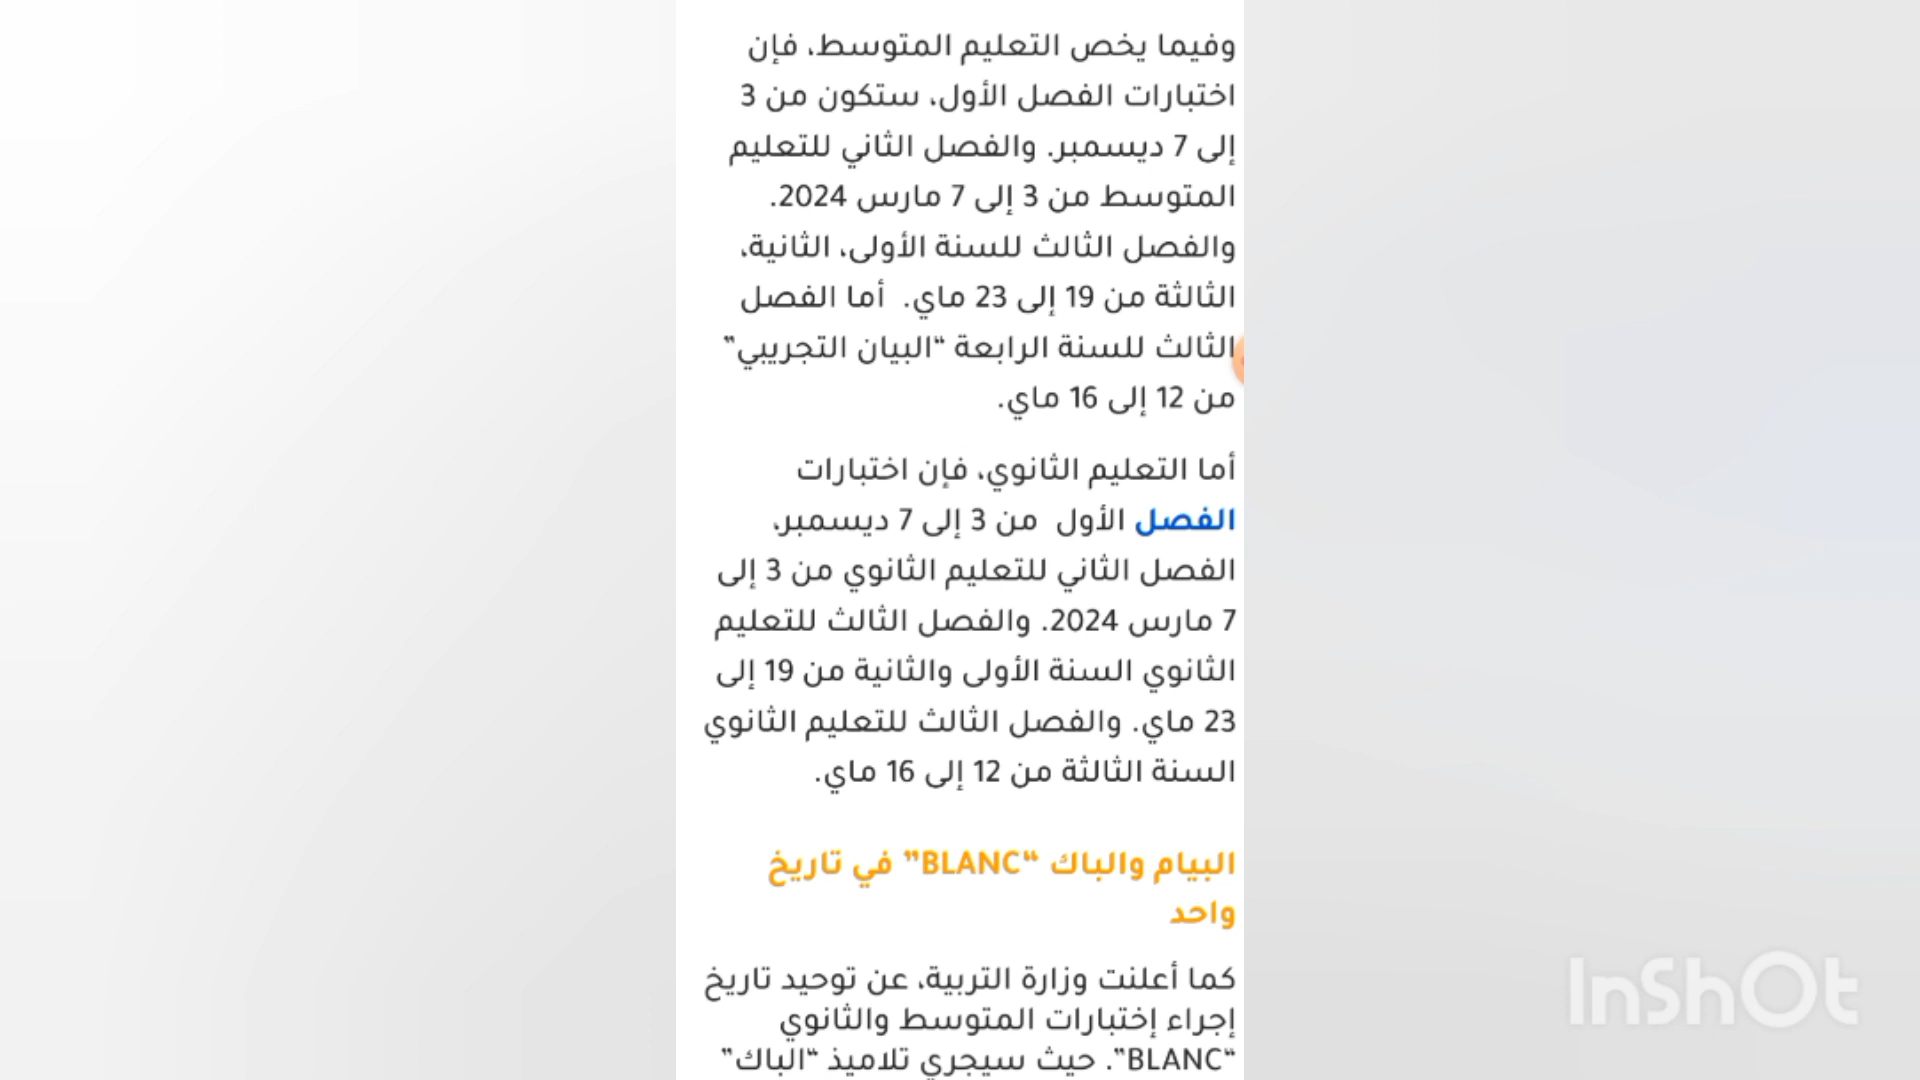 وفيما يخص التعليم المتوسط، فإن
اختبارات الفصل الأول، ستكون من 3
إلى 7 ديسمبر. والفصل الثاني للتعليم
المتوسط من 3 إلى 7 مارس 2024.
والفصل الثالث للسنة الأولى، الثانية،
الثالثة من 19 إلى 23 ماي. أما الفصل
الثالث للسنة الرابعة “البيان التجريبي”
من 12 إلى 16 ماي.
أما التعليم الثانوي، فإن اختبارات
الفصل الأول من 3 إلى 7 ديسمبر،
الفصل الثاني للتعليم الثانوي من 3 إلى
7 مارس 2024. والفصل الثالث للتعليم
الثانوي السنة الأولى والثانية من 19 إلى
23 ماي. والفصل الثالث للتعليم الثانوي
السنة الثالثة من 12 إلى 16 ماي.
البيام والباك “BLANC” في تاريخ
واحد
كما أعلنت وزارة التربية، عن توحيد تاريخ
إجراء إختبارات المتوسط والثانوي
“BLANC”. حيث سيجري تلاميذ “الباك”
InShOt